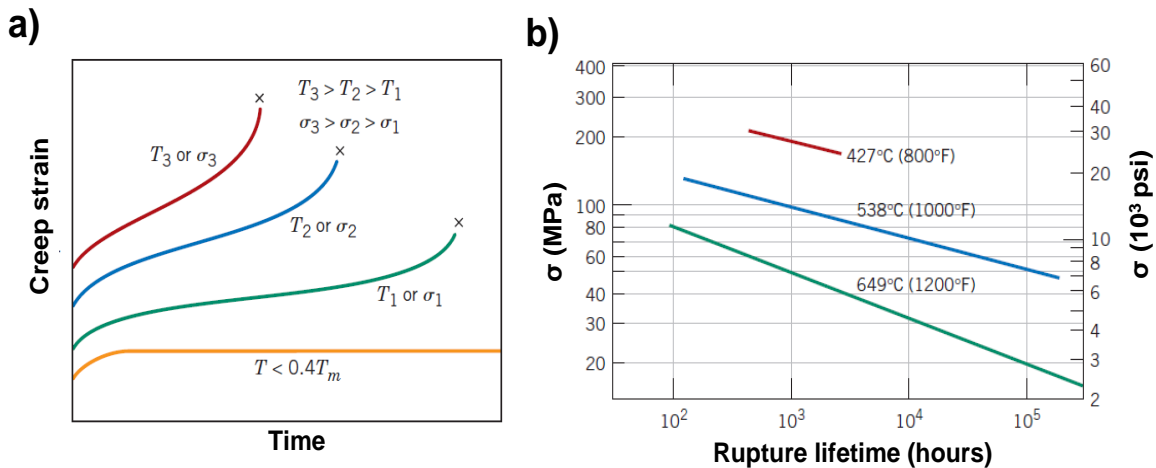 a)
Creep strain
T₃ > T₂ > T₁
σ₃ > σ₂ > σ₁
×
×
×
T₃ or σ₃
T₂ or σ₂
T₁ or σ₁
T < 0.4Tₘ
Time
b)
σ (MPa)
400
300
200
100
80
60
40
30
20
427°C (800°F)
538°C (1000°F)
649°C (1200°F)
60
40
30
20
10
8
6
4
3
2
σ (10³ psi)
10² 10³ 10⁴ 10⁵
Rupture lifetime (hours)